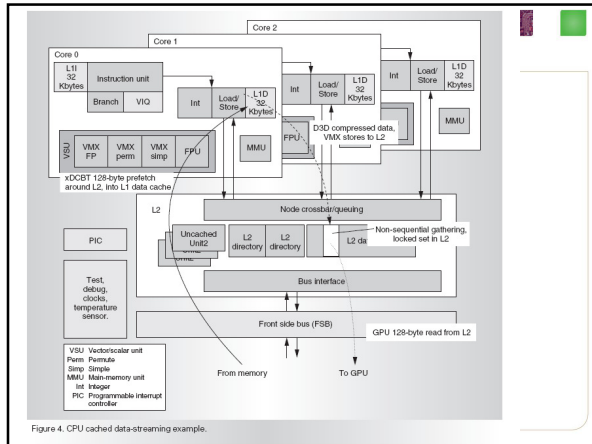 Core 2
Core 1
Core 0
L1I
32
Kbytes
Instruction unit
Branch
VIQ
Int
Load/
Store
L1D
32
Kbytes
Int
Load/
Store
L1D
32
Kbytes
Int
Load/
Store
L1D
32
Kbytes
VSU
VMX
FP
VMX
perm
VMX
simp
FPU
MMU
FPU
MMU
D3D compressed data,
VMX stores to L2
xDCBT 128-byte prefetch
around L2, into L1 data cache
L2
Node crossbar/queuing
Uncached
Unit2
L2
directory
L2
directory
L2
Non-sequential gathering,
locked set in L2
Bus interface
PIC
Test,
debug,
clocks,
temperature
sensor.
Front side bus (FSB)
GPU 128-byte read from L2
From memory
To GPU
VSU Vector/scalar unit
Perm Permute
Simp Simple
MMU Main-memory unit
Int Integer
PIC Programmable interrupt
controller
Figure 4. CPU cached data-streaming example.